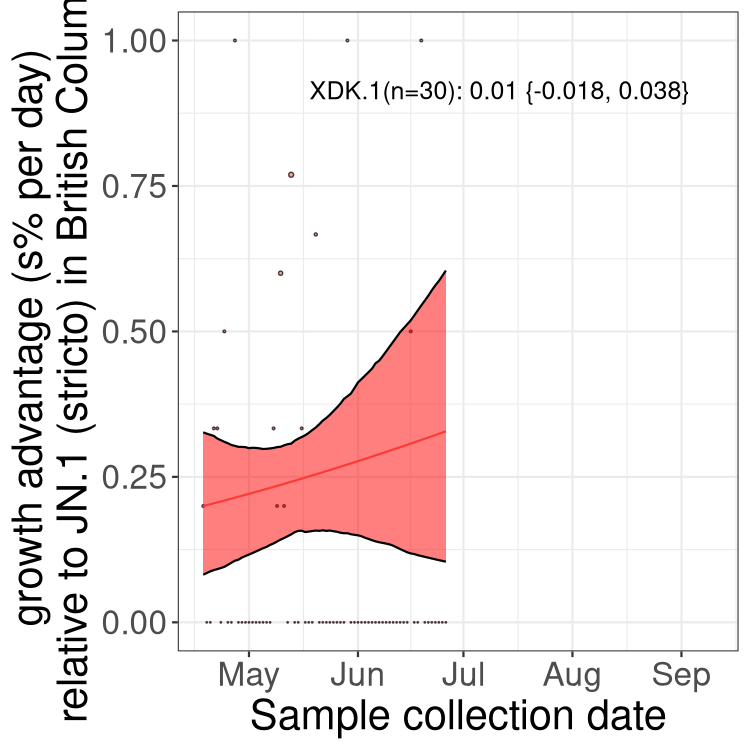 growth advantage (s% per day)
relative to JN.1 (stricto) in British Colum
1.00
0.75
0.50
0.25
0.00
XDK.1(n=30): 0.01 {-0.018, 0.038}
May Jun Jul Aug Sep
Sample collection date